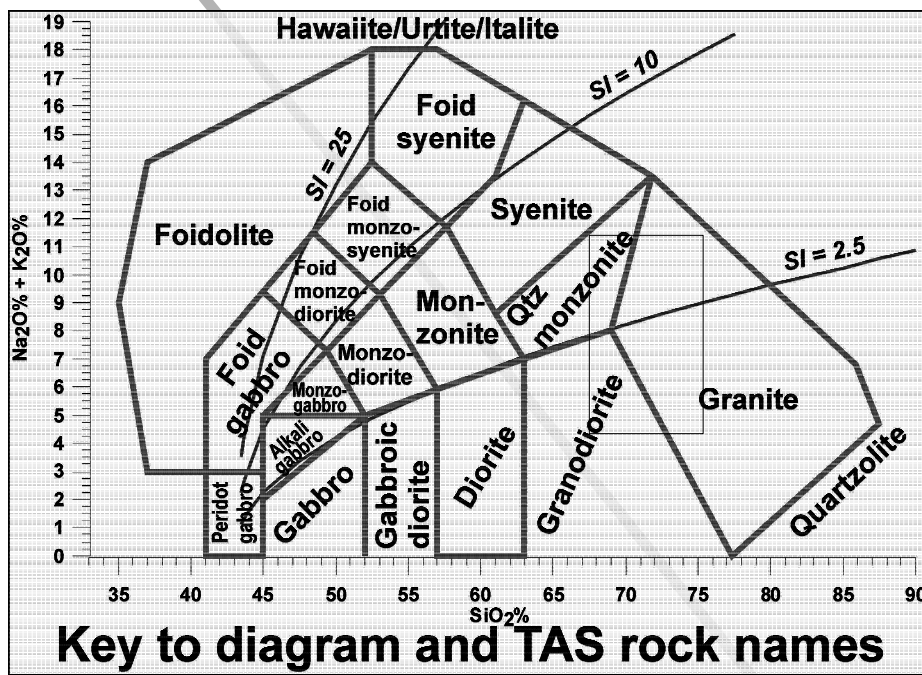 Hawaiite/Urtite/Italite
19
18
17
16
15
14
13
12
11
10
9
8
7
6
5
4
3
2
1
0
Na2O% + K2O%
SI = 10
SI = 25
SI = 2.5
Foid
syenite
Foidolite
Foid
monzo-
syenite
Syenite
Foid
monzo-
diorite
Mon-
zonite
Qtz
monzonite
Foid
gabbro
Monzo-
diorite
Monzo-
gabbro
Alkali
gabbro
Granite
Peridot
gabbro
Gabbro
Gabbroic
diorite
Diorite
Granodiorite
Quartzolite
35 40 45 50 55 60 65 70 75 80 85 90
SiO2%
Key to diagram and TAS rock names